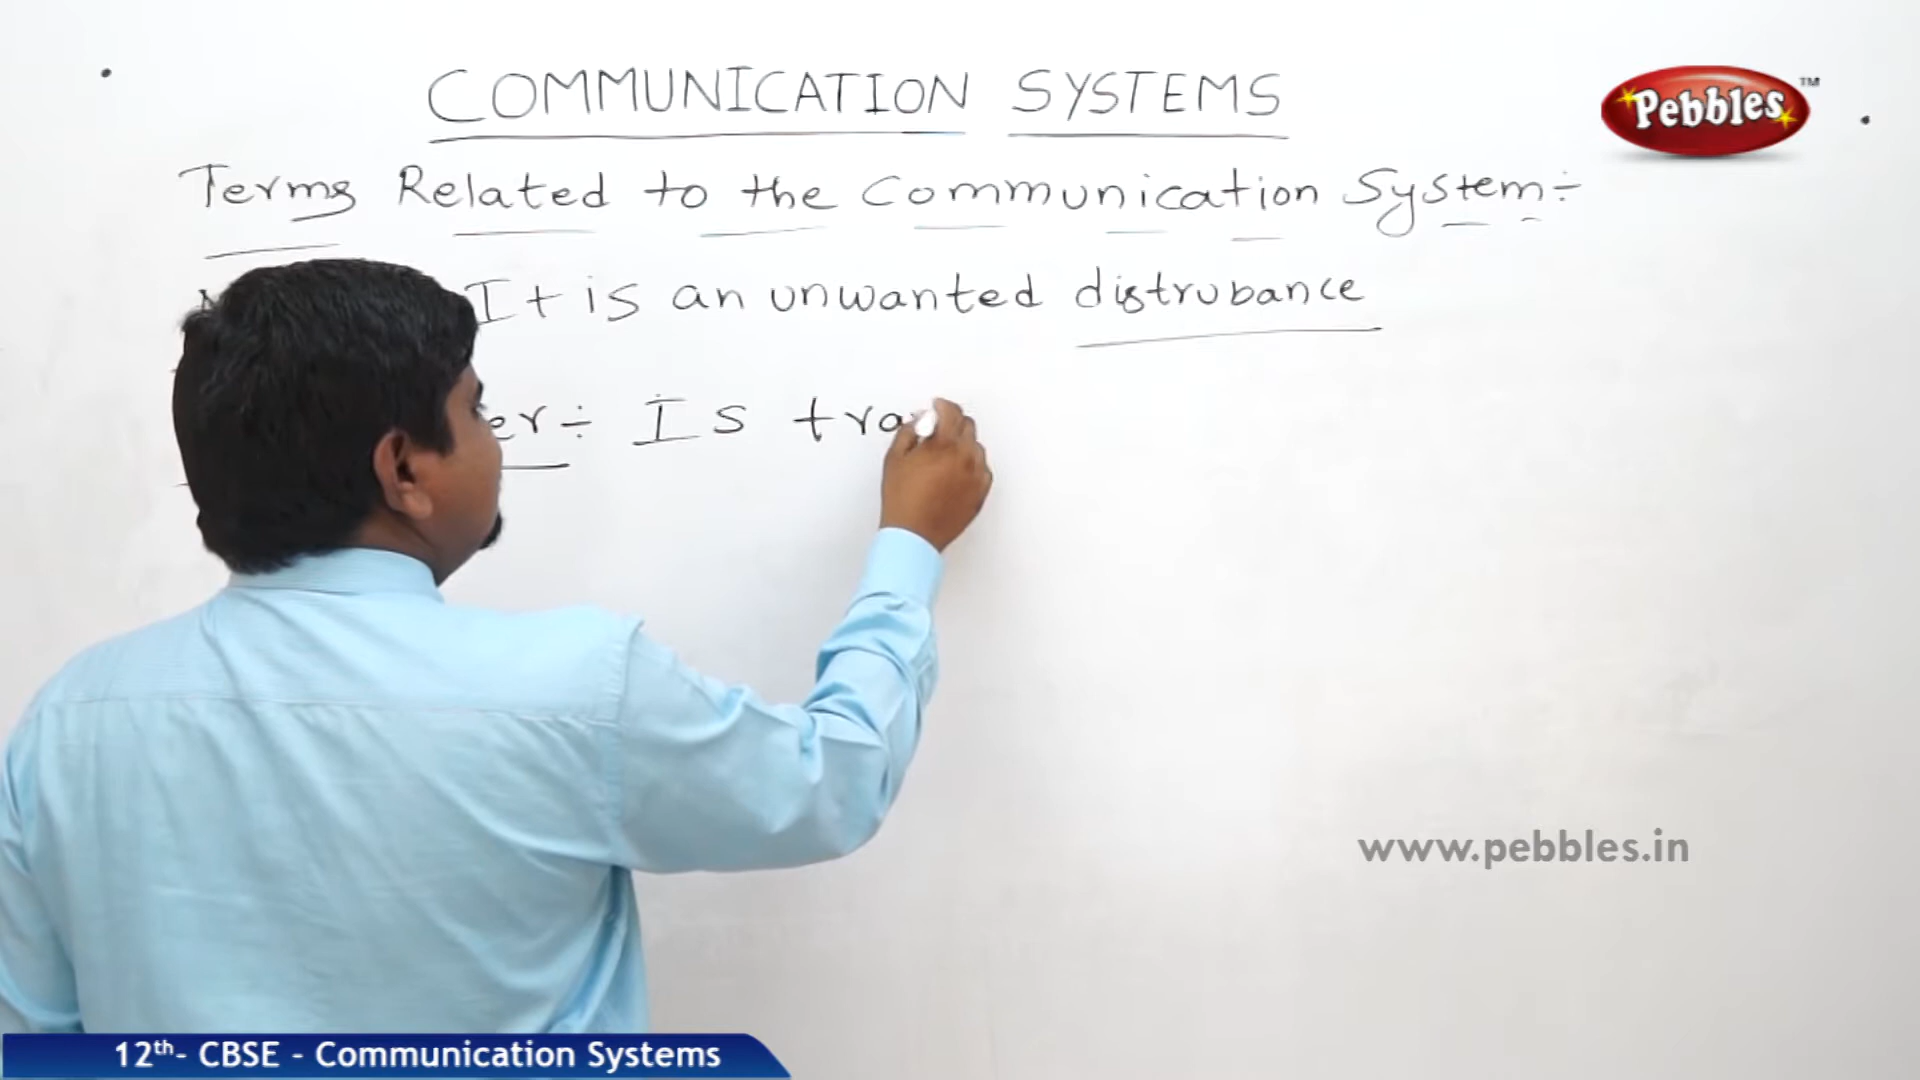 COMMUNICATION SYSTEMS
Pebbles TM
Terms Related to the Communication System÷
It is an unwanted distrubance
er÷ Is tra
www.pebbles.in
12th- CBSE - Communication Systems